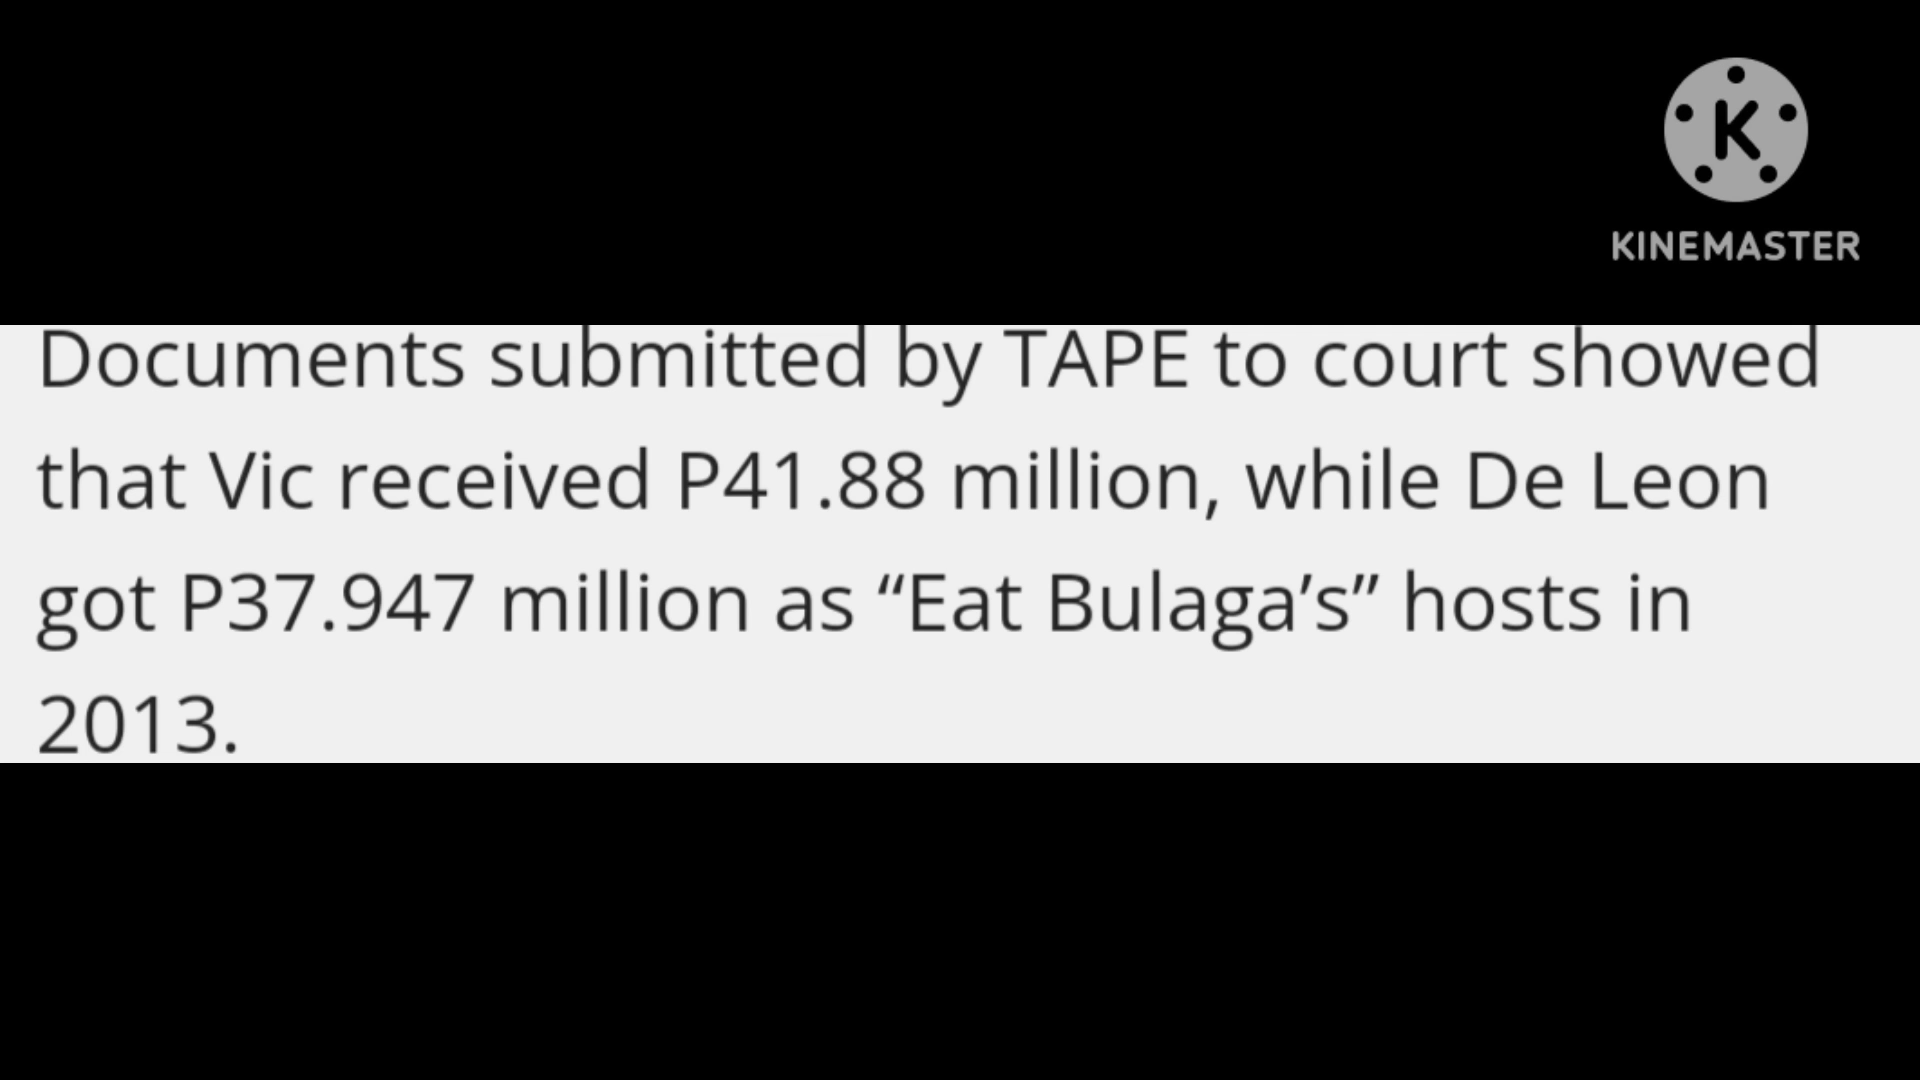 K
KINEMASTER
Documents submitted by TAPE to court showed
that Vic received P41.88 million, while De Leon
got P37.947 million as “Eat Bulaga’s” hosts in
2013.